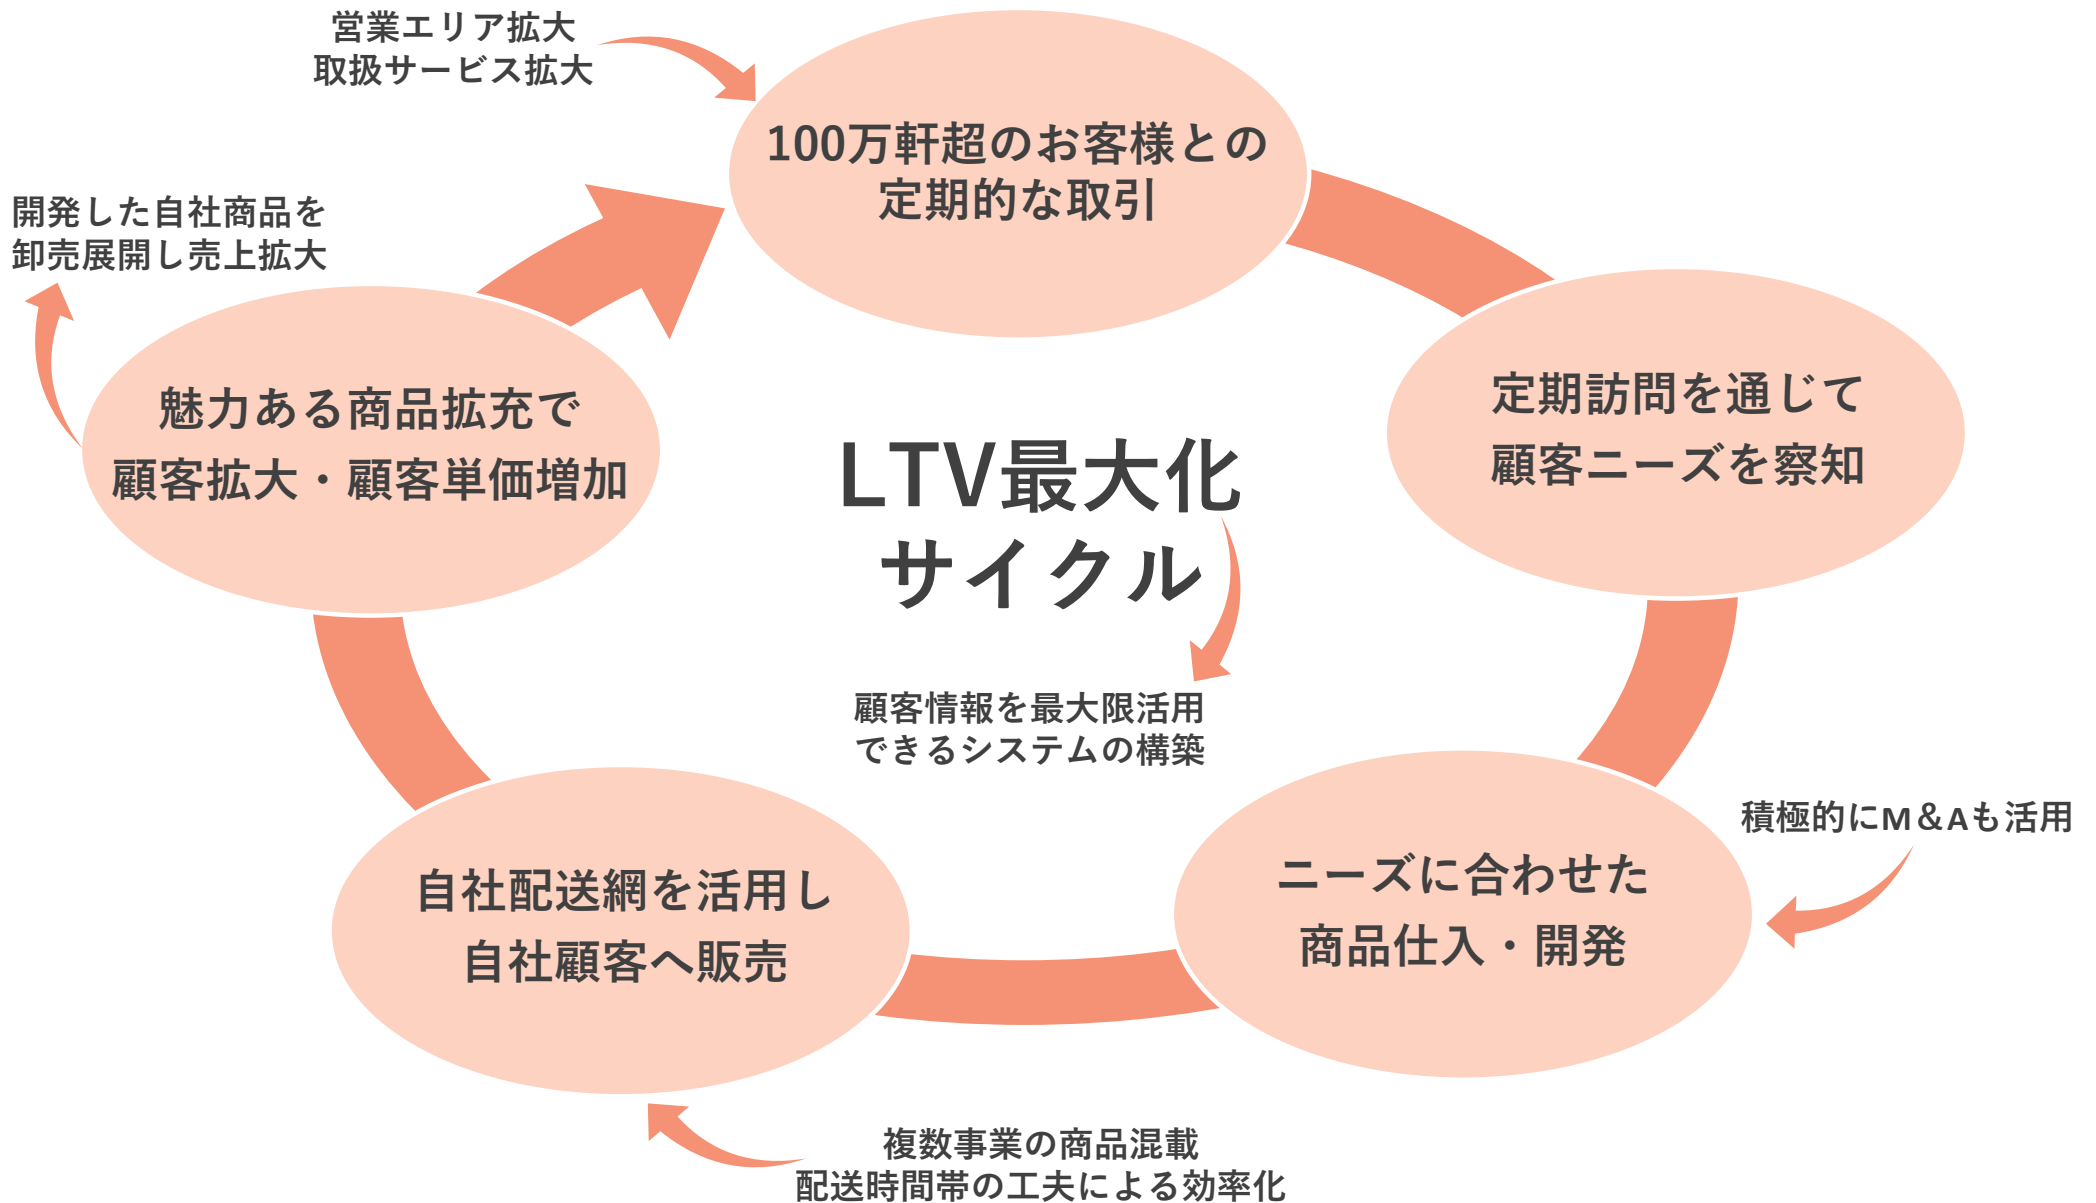 営業エリア拡大
取扱サービス拡大
100万軒超のお客様との
定期的な取引
開発した自社商品を
卸売展開し売上拡大
魅力ある商品拡充で
顧客拡大・顧客単価増加
定期訪問を通じて
顧客ニーズを察知
LTV最大化
サイクル
顧客情報を最大限活用
できるシステムの構築
積極的にM＆Aも活用
ニーズに合わせた
商品仕入・開発
自社配送網を活用し
自社顧客へ販売
複数事業の商品混載
配送時間帯の工夫による効率化